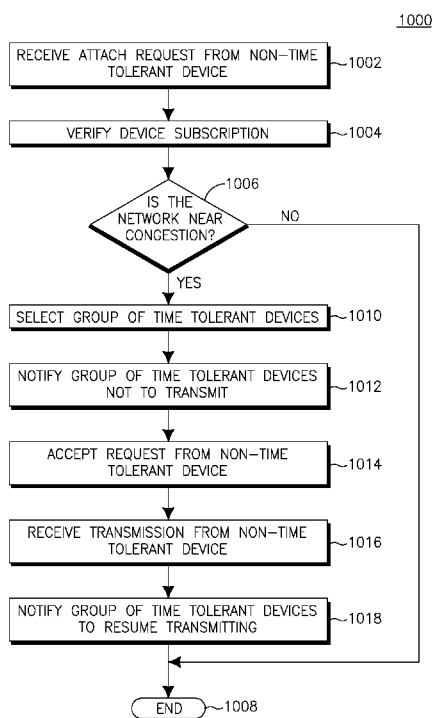 1000
RECEIVE ATTACH REQUEST FROM NON-TIME
TOLERANT DEVICE
1002
VERIFY DEVICE SUBSCRIPTION
1004
1006
IS THE
NETWORK NEAR
CONGESTION?
NO
YES
SELECT GROUP OF TIME TOLERANT DEVICES
1010
NOTIFY GROUP OF TIME TOLERANT DEVICES
NOT TO TRANSMIT
1012
ACCEPT REQUEST FROM NON-TIME
TOLERANT DEVICE
1014
RECEIVE TRANSMISSION FROM NON-TIME
TOLERANT DEVICE
1016
NOTIFY GROUP OF TIME TOLERANT DEVICES
TO RESUME TRANSMITTING
1018
END
1008